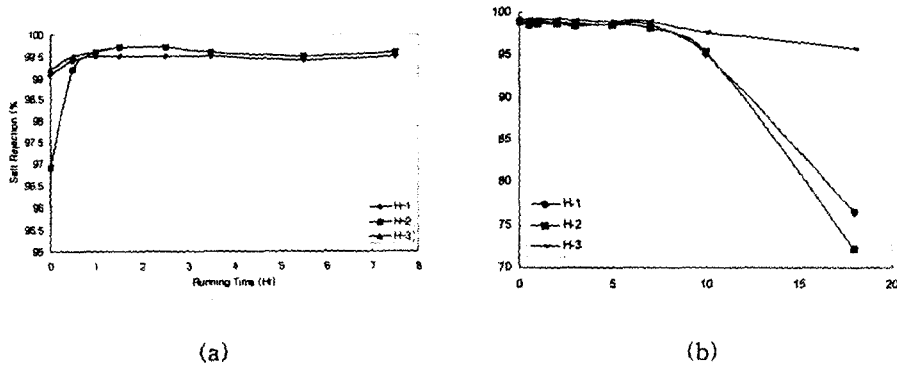 100
99.5
99
98.5
98
97.5
97
96.5
96
95.5
95
Salt Rejection (%
0 1 2 3 4 5 6 7 8
Running Time (Hr)
H-1
H-2
H-3
(a)
100
95
90
85
80
75
70
0 5 10 15 20
H-1
H-2
H-3
(b)